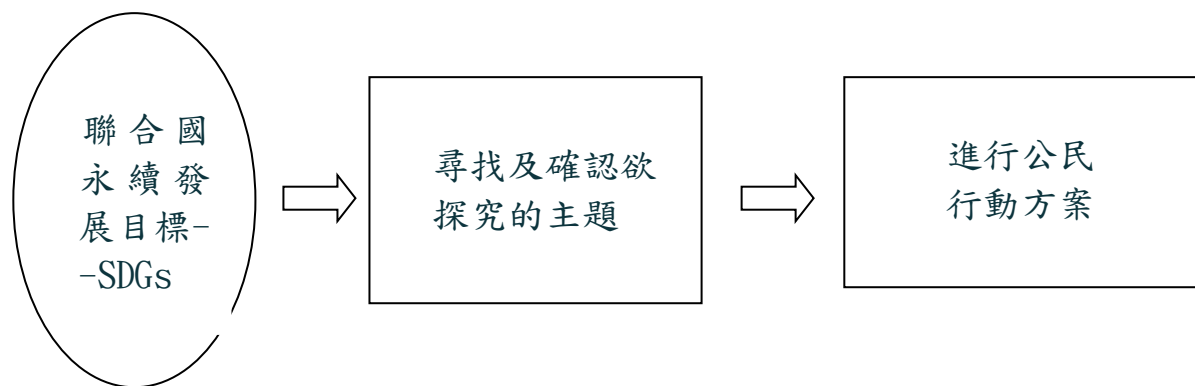 聯合國
永續發
展目標-
-SDGs
尋找及確認欲
探究的主題
進行公民
行動方案